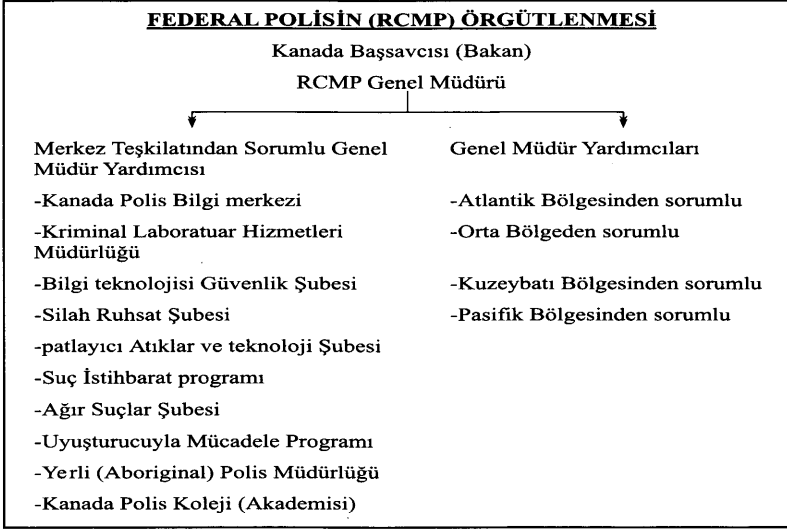 FEDERAL POLİSİN (RCMP) ÖRGÜTLENMESİ
Kanada Başsavcısı (Bakan)
RCMP Genel Müdürü
Merkez Teşkilatından Sorumlu Genel
Müdür Yardımcısı
-Kanada Polis Bilgi merkezi
-Kriminal Laboratuar Hizmetleri
Müdürlüğü
-Bilgi teknolojisi Güvenlik Şubesi
-Silah Ruhsat Şubesi
-patlayıcı Atıklar ve teknoloji Şubesi
-Suç İstihbarat programı
-Ağır Suçlar Şubesi
-Uyuşturucuyla Mücadele Programı
-Yerli (Aboriginal) Polis Müdürlüğü
-Kanada Polis Koleji (Akademisi)
Genel Müdür Yardımcıları
-Atlantik Bölgesinden sorumlu
-Orta Bölgeden sorumlu
-Kuzeybatı Bölgesinden sorumlu
-Pasifik Bölgesinden sorumlu